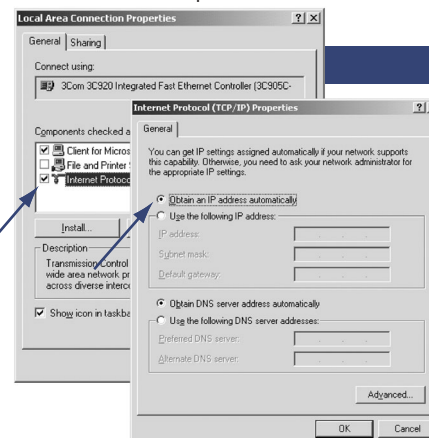 Local Area Connection Properties
General Sharing
Connect using:
3Com 3C920 Integrated Fast Ethernet Controller (3C905C-
Components checked a
Client for Micros
File and Printer
Internet Protoco
Install...
Description
Transmission Control
wide area network pr
across diverse interc
Show icon in taskba
Internet Protocol (TCP/IP) Properties
General
You can get IP settings assigned automatically if your network supports
this capability. Otherwise, you need to ask your network administrator for
the appropriate IP settings.
Obtain an IP address automatically
Use the following IP address:
IP address:
Subnet mask:
Default gateway:
Obtain DNS server address automatically
Use the following DNS server addresses:
Preferred DNS server:
Alternate DNS server:
Advanced...
OK Cancel